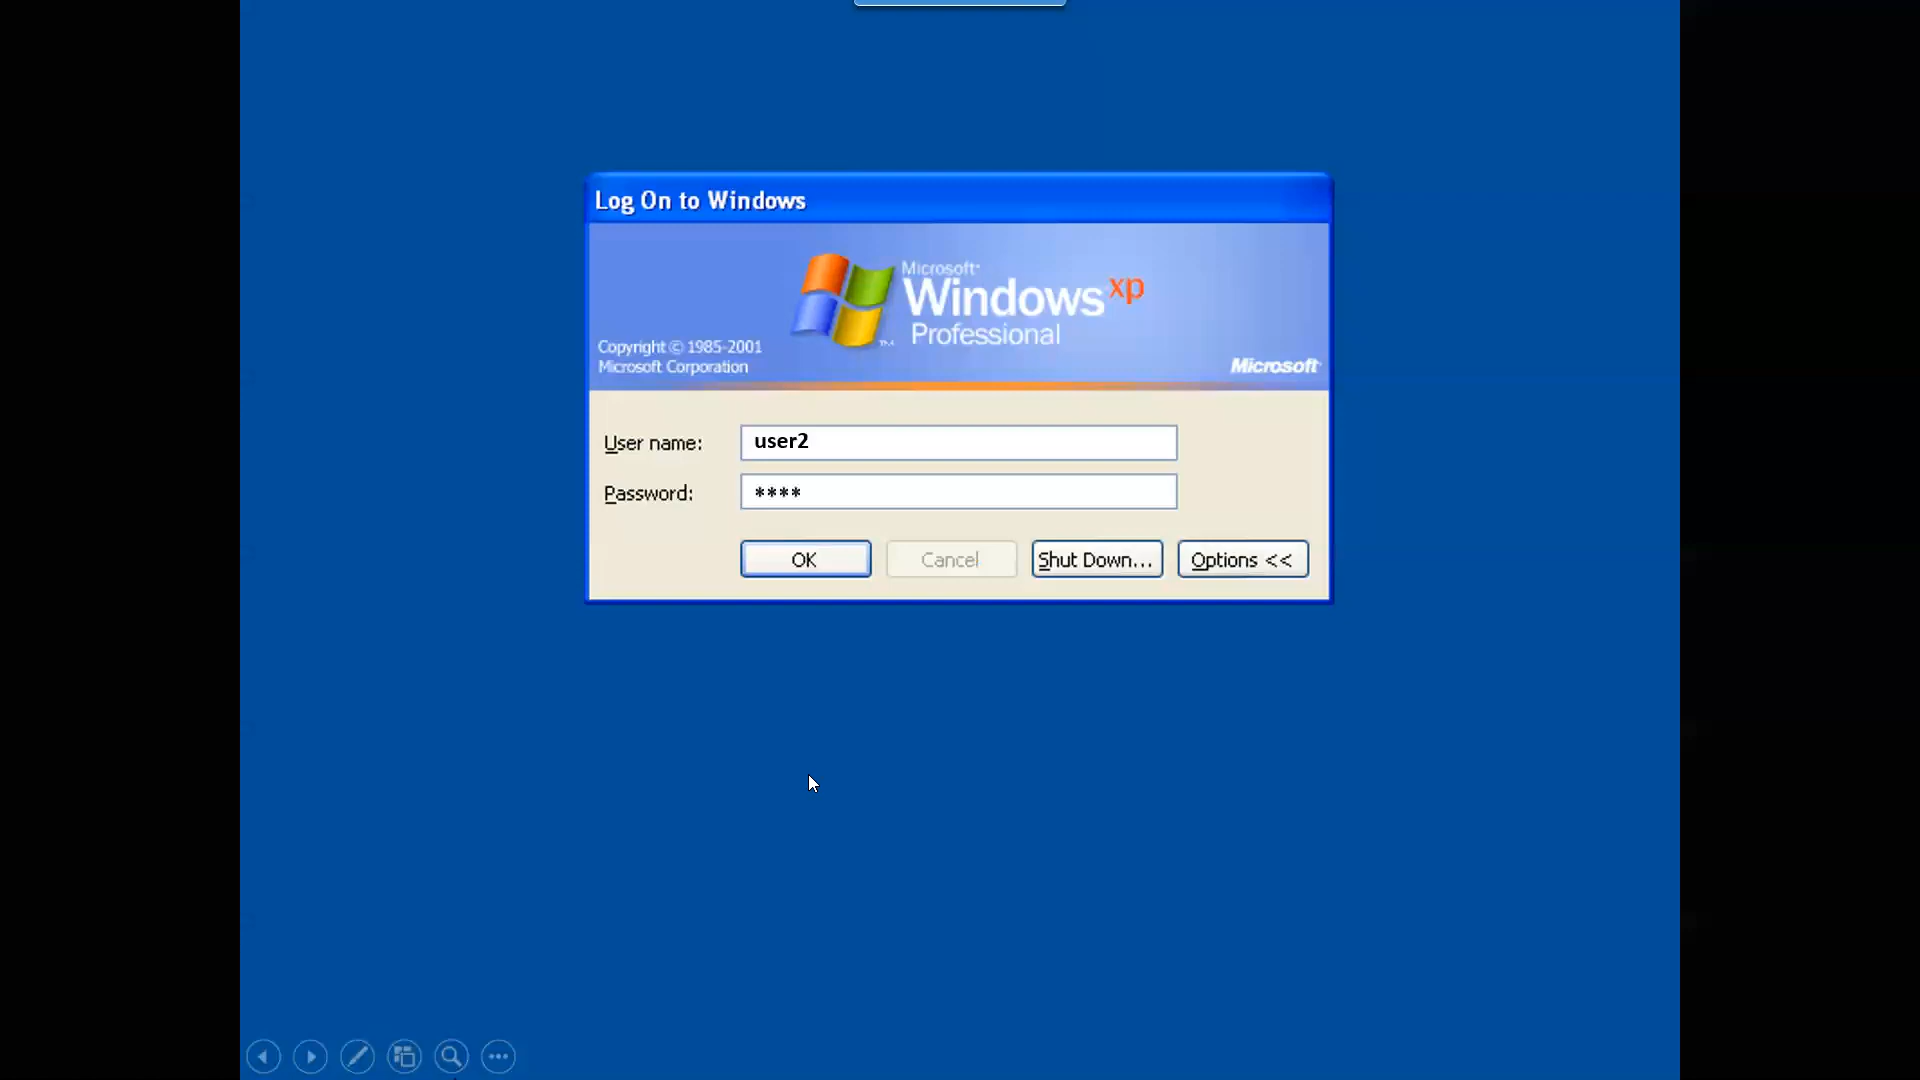 Log On to Windows
Microsoft®
Windows xp
Professional
Copyright © 1985-2001
Microsoft Corporation
Microsoft®
User name: user2
Password: ****
OK Cancel Shut Down... Options <<